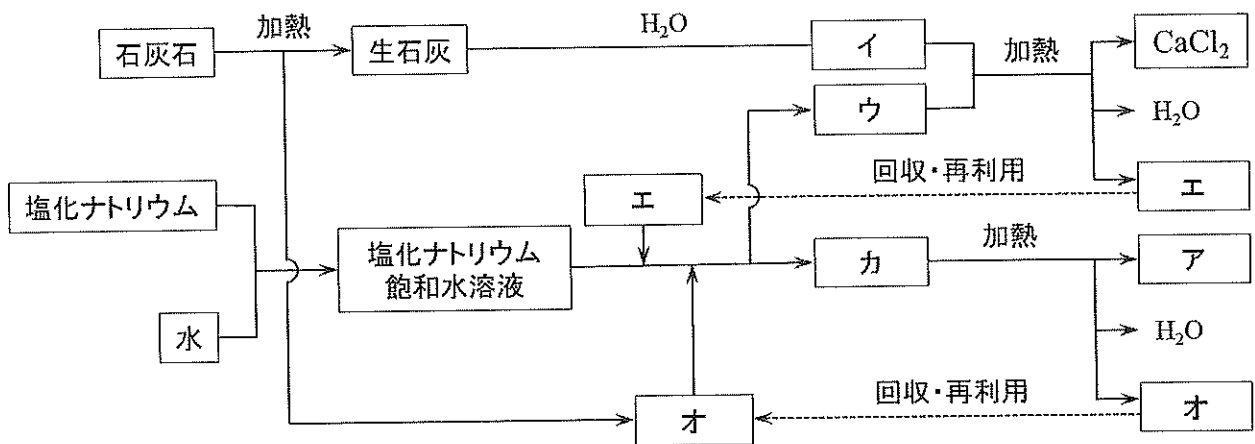 石灰石
加熱
生石灰
H₂O
イ
ウ
加熱
CaCl₂
H₂O
エ
回収・再利用
エ
塩化ナトリウム
水
塩化ナトリウム
飽和水溶液
カ
加熱
ア
H₂O
オ
回収・再利用
オ